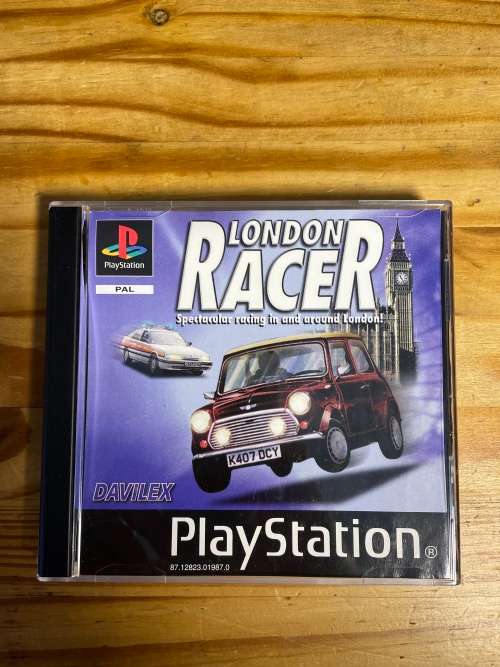 PlayStation
PAL
LONDON
RACER
Spectacular racing in and around London!
K407 DCY
DAVILEX
PlayStation®
87.12823.01987.0